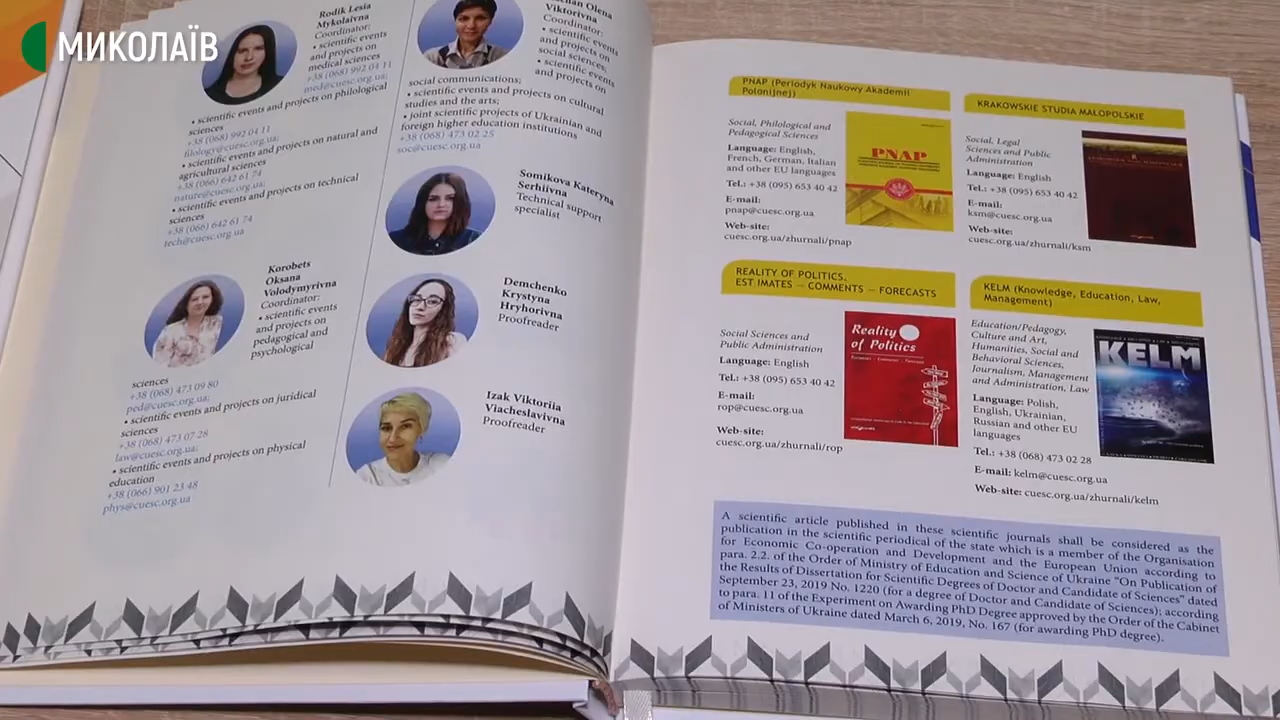 МИКОЛАЇВ
Rodik Lesia
Mykolaivna
Coordinator:
• scientific events
and projects on
medical sciences
+38 (068) 992 04 11
med@cuesc.org.ua;
• scientific events and projects on philological
sciences
+38 (068) 992 04 11
filology@cuesc.org.ua;
• scientific events and projects on natural and
agricultural sciences
+38 (066) 642 61 74
nature@cuesc.org.ua;
• scientific events and projects on technical
sciences
+38 (066) 642 61 74
tech@cuesc.org.ua
Korobets
Oksana
Volodymyrivna
Coordinator:
• scientific events
and projects on
pedagogical and
psychological
sciences
+38 (068) 473 09 80
ped@cuesc.org.ua;
• scientific events and projects on juridical
sciences
+38 (068) 473 07 28
law@cuesc.org.ua;
• scientific events and projects on physical
education
+38 (066) 901 23 48
phys@cuesc.org.ua
Olena
Viktorivna
Coordinator:
• scientific events
and projects on
social sciences;
• scientific events
and projects on
social communications;
• scientific events and projects on cultural
studies and the arts;
• joint scientific projects of Ukrainian and
foreign higher education institutions
+38 (068) 473 02 25
soc@cuesc.org.ua
Somikova Kateryna
Serhiivna
Technical support
specialist
Demchenko
Krystyna
Hryhorivna
Proofreader
Izak Viktoriia
Viacheslavivna
Proofreader
PNAP (Periodyk Naukowy Akademii
Polonijnej)
Social, Philological and
Pedagogical Sciences
Language: English,
French, German, Italian
and other EU languages
Tel.: +38 (095) 653 40 42
E-mail:
pnap@cuesc.org.ua
Web-site:
cuesc.org.ua/zhurnali/pnap
PNAP
KRAKOWSKIE STUDIA MALOPOLSKIE
Social, Legal
Sciences and Public
Administration
Language: English
Tel.: +38 (095) 653 40 42
E-mail:
ksm@cuesc.org.ua
Web-site:
cuesc.org.ua/zhurnali/ksm
REALITY OF POLITICS.
EST IMATES — COMMENTS — FORECASTS
Social Sciences and
Public Administration
Language: English
Tel.: +38 (095) 653 40 42
E-mail:
rop@cuesc.org.ua
Web-site:
cuesc.org.ua/zhurnali/rop
Reality
of Politics
KELM (Knowledge, Education, Law,
Management)
Education/Pedagogy,
Culture and Art,
Humanities, Social and
Behavioral Sciences,
Journalism, Management
and Administration, Law
Language: Polish,
English, Ukrainian,
Russian and other EU
languages
Tel.: +38 (068) 473 02 28
E-mail: kelm@cuesc.org.ua
Web-site: cuesc.org.ua/zhurnali/kelm
KELM
A scientific article published in these scientific journals shall be considered as the
publication in the scientific periodical of the state which is a member of the Organisation
for Economic Co-operation and Development and the European Union according to
para. 2.2. of the Order of Ministry of Education and Science of Ukraine "On Publication of
the Results of Dissertation for Scientific Degrees of Doctor and Candidate of Sciences" dated
September 23, 2019 No. 1220 (for a degree of Doctor and Candidate of Sciences); according
to para. 11 of the Experiment on Awarding PhD Degree approved by the Order of the Cabinet
of Ministers of Ukraine dated March 6, 2019, No. 167 (for awarding PhD degree).